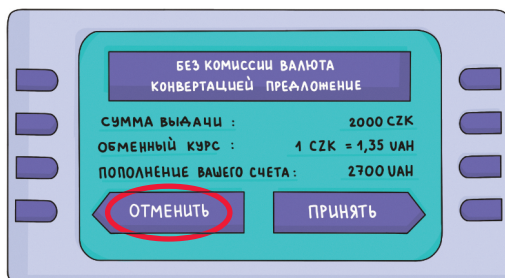 БЕЗ КОМИССИИ ВАЛЮТА
КОНВЕРТАЦИЕЙ ПРЕДЛОЖЕНИЕ
СУММА ВЫДАЧИ : 2000 CZK
ОБМЕННЫЙ КУРС : 1 CZK = 1,35 UAH
ПОПОЛНЕНИЕ ВАШЕГО СЧЕТА : 2700 UAH
ОТМЕНИТЬ ПРИНЯТЬ